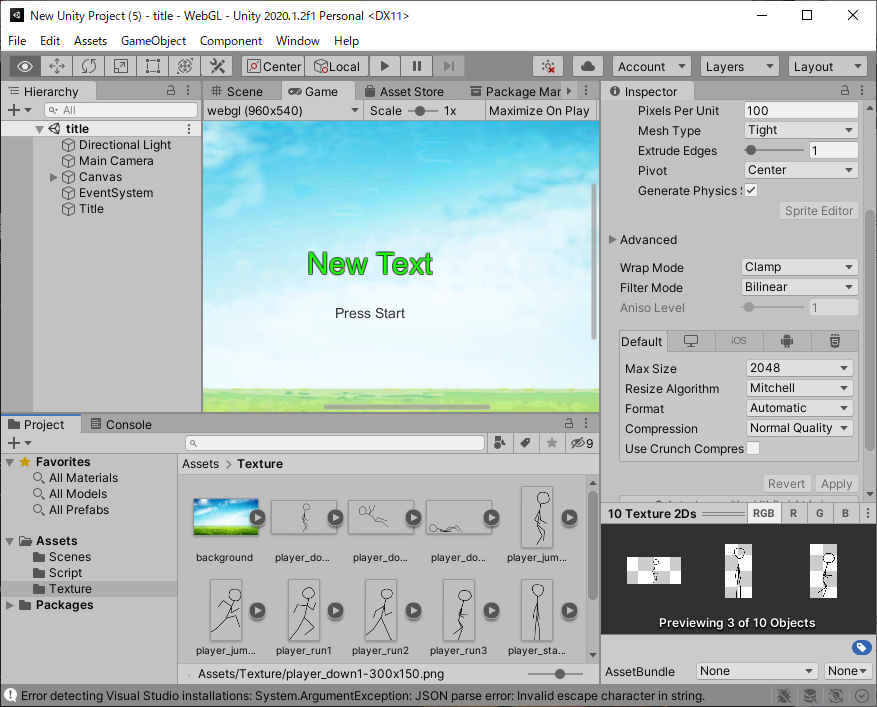 New Unity Project (5) - title - WebGL - Unity 2020.1.2f1 Personal <DX11>
File Edit Assets GameObject Component Window Help
Center Local Account Layers Layout
Hierarchy
All
title
Directional Light
Main Camera
Canvas
EventSystem
Title
Scene Game Asset Store Package Mar
webgl (960x540) Scale 1x Maximize On Play
New Text
Press Start
Inspector
Pixels Per Unit 100
Mesh Type Tight
Extrude Edges 1
Pivot Center
Generate Physics
Sprite Editor
Advanced
Wrap Mode Clamp
Filter Mode Bilinear
Aniso Level 1
Default iOS
Max Size 2048
Resize Algorithm Mitchell
Format Automatic
Compression Normal Quality
Use Crunch Compres
Revert Apply
10 Texture 2Ds RGB R G B
Previewing 3 of 10 Objects
AssetBundle None None
Project Console
9
Favorites
All Materials
All Models
All Prefabs
Assets
Scenes
Script
Texture
Packages
Assets > Texture
background player_do... player_do... player_do... player_jum...
player_jum... player_run1 player_run2 player_run3 player_sta...
Assets/Texture/player_down1-300x150.png
Error detecting Visual Studio installations: System.ArgumentException: JSON parse error: Invalid escape character in string.